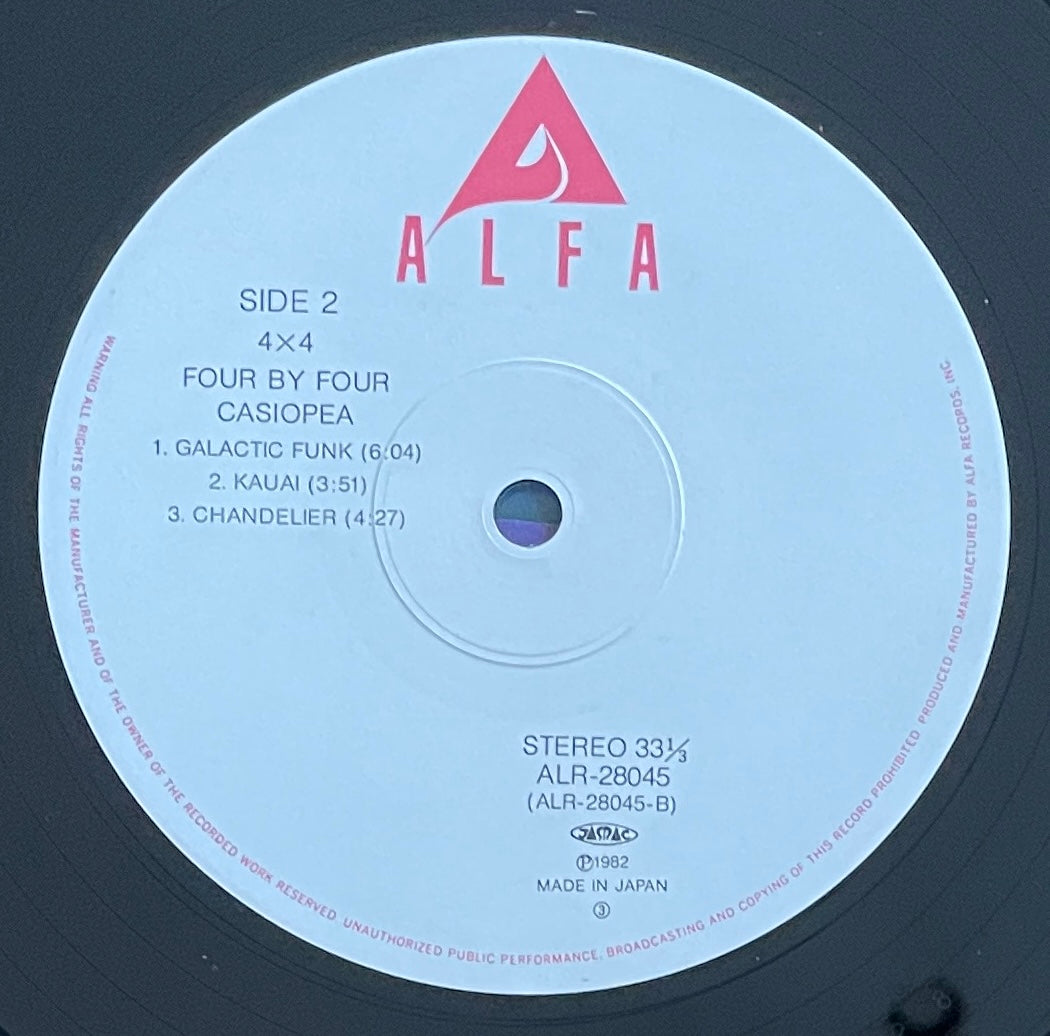 ALFA
SIDE 2
4×4
FOUR BY FOUR
CASIOPEA
1. GALACTIC FUNK (6:04)
2. KAUAI (3:51)
3. CHANDELIER (4:27)
STEREO 33⅓
ALR-28045
(ALR-28045-B)
JASRAC
Ⓟ1982
MADE IN JAPAN
③
WARNING ALL RIGHTS OF THE MANUFACTURER AND OF THE OWNER OF THE RECORDED WORK RESERVED. UNAUTHORIZED PUBLIC PERFORMANCE, BROADCASTING AND COPYING OF THIS RECORD PROHIBITED PRODUCED AND MANUFACTURED BY ALFA RECORDS, INC.